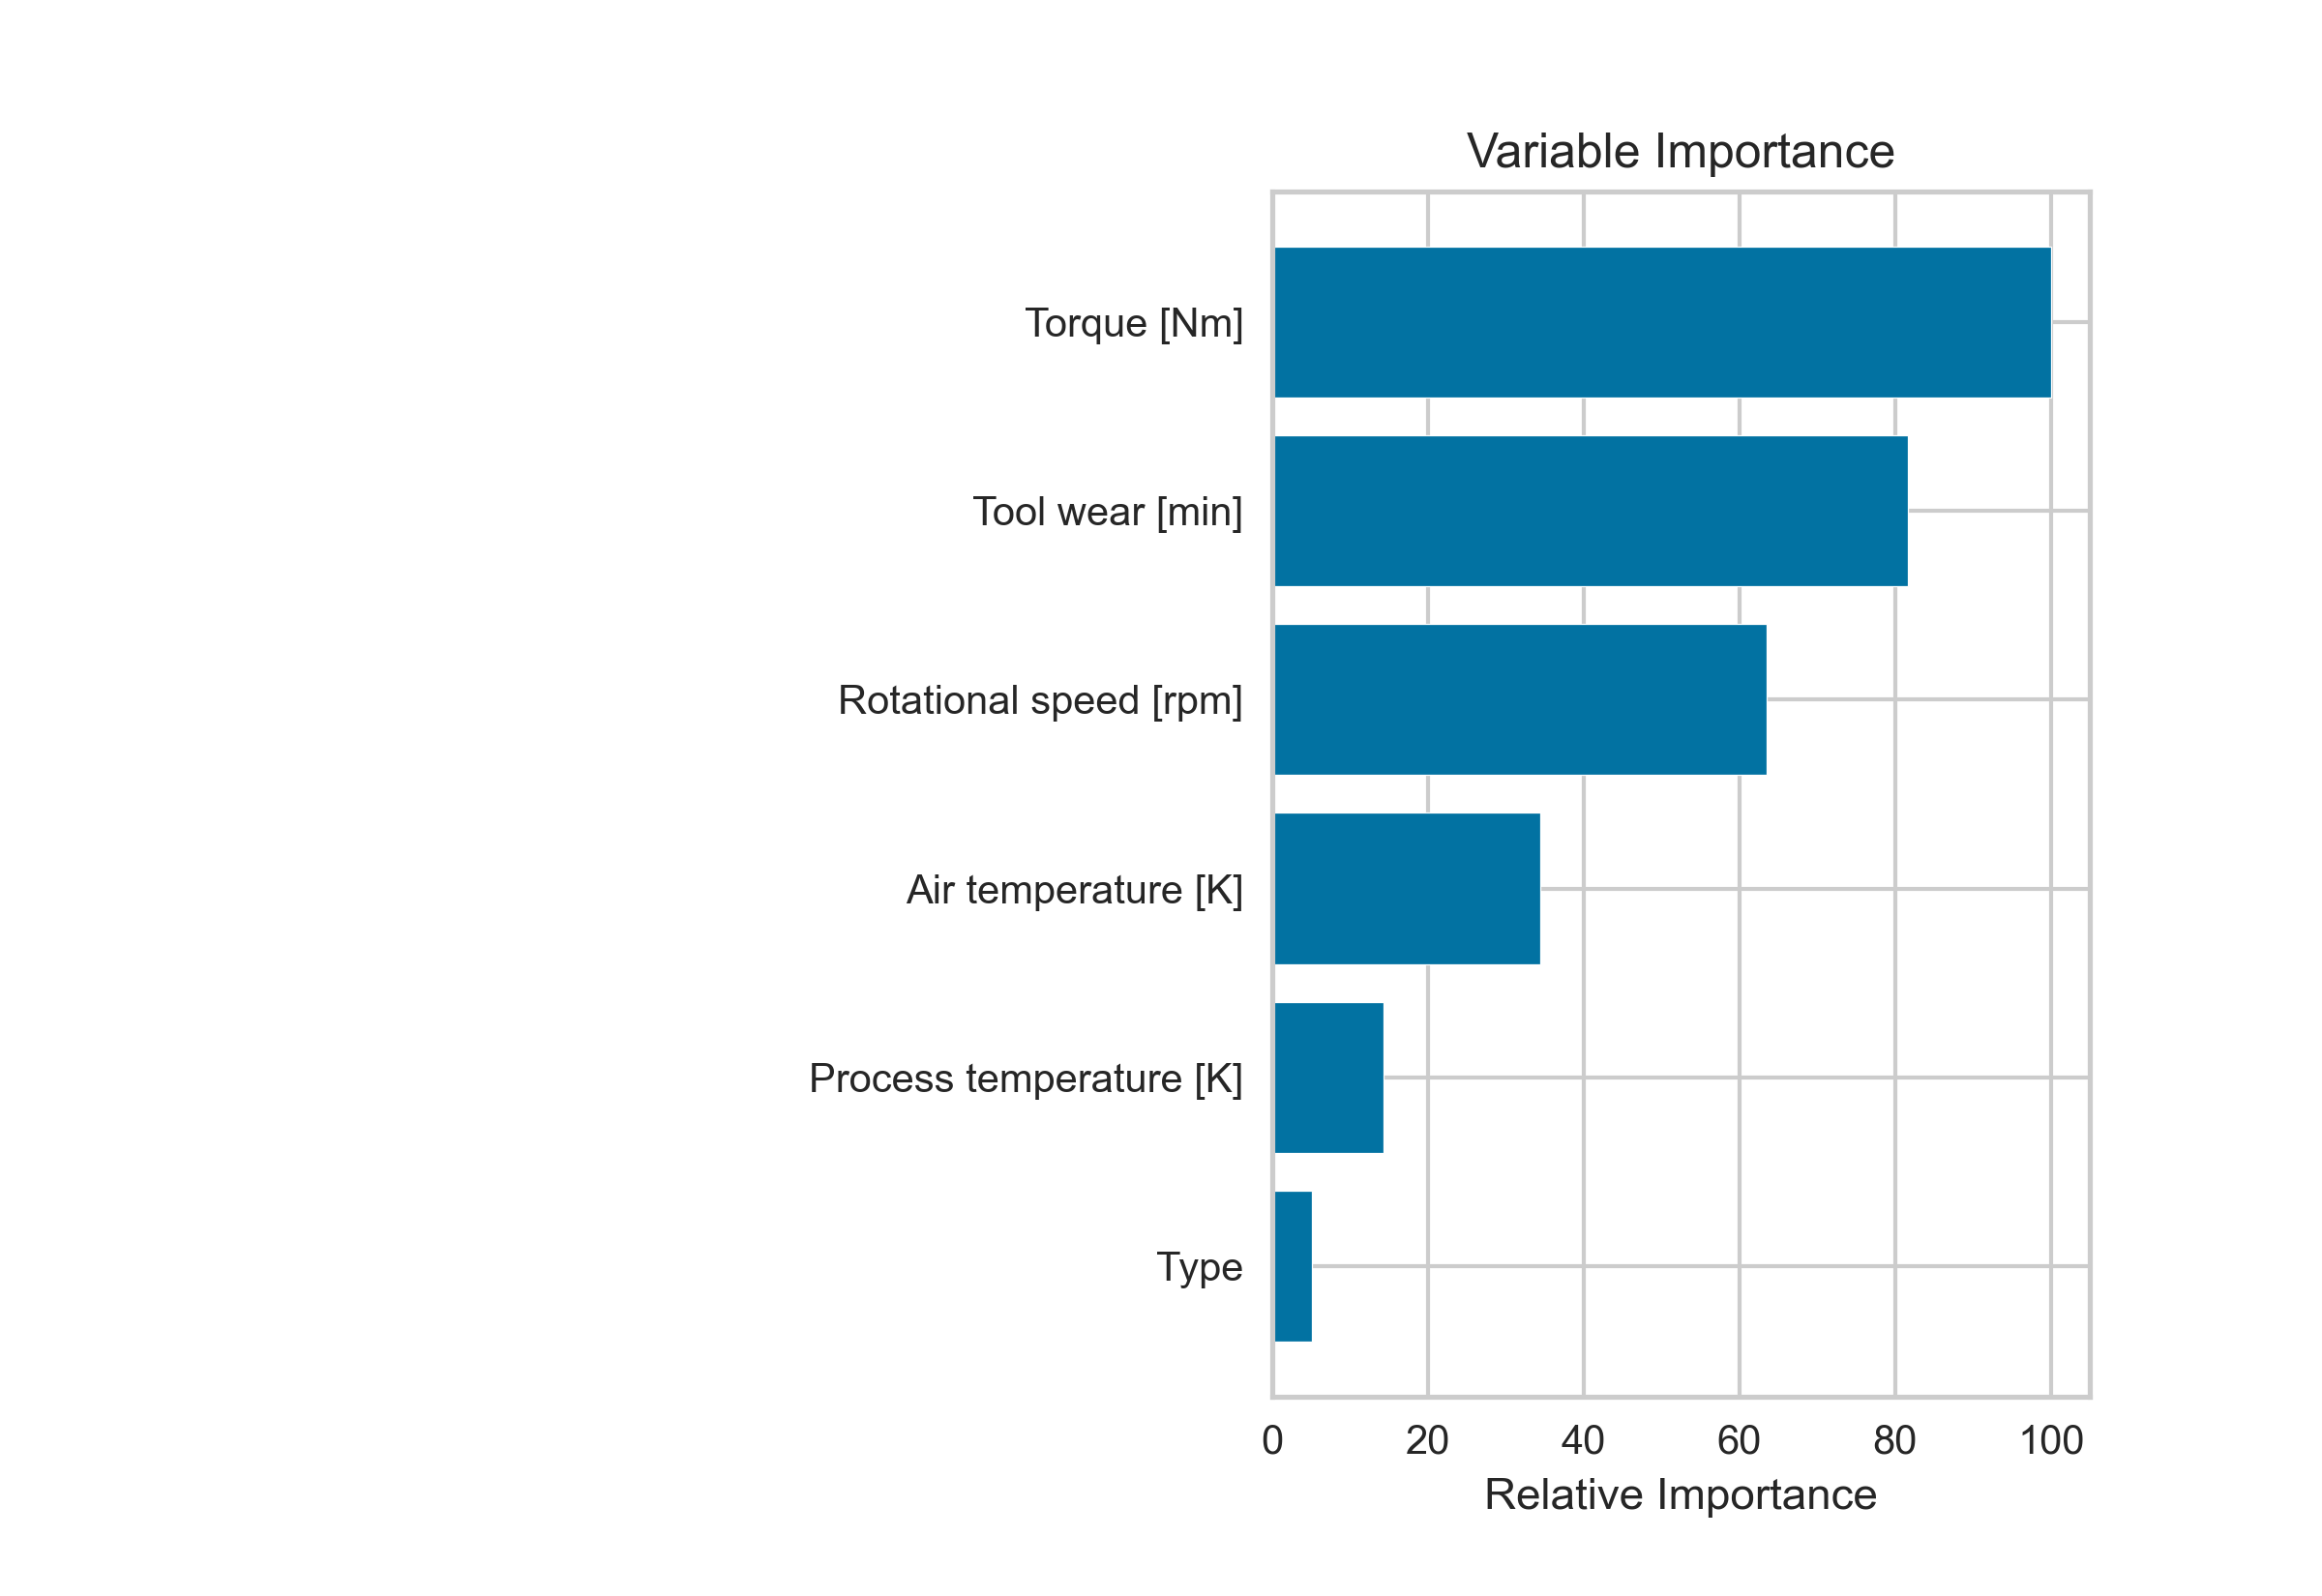 Variable Importance
Torque [Nm]
Tool wear [min]
Rotational speed [rpm]
Air temperature [K]
Process temperature [K]
Type
0 20 40 60 80 100
Relative Importance